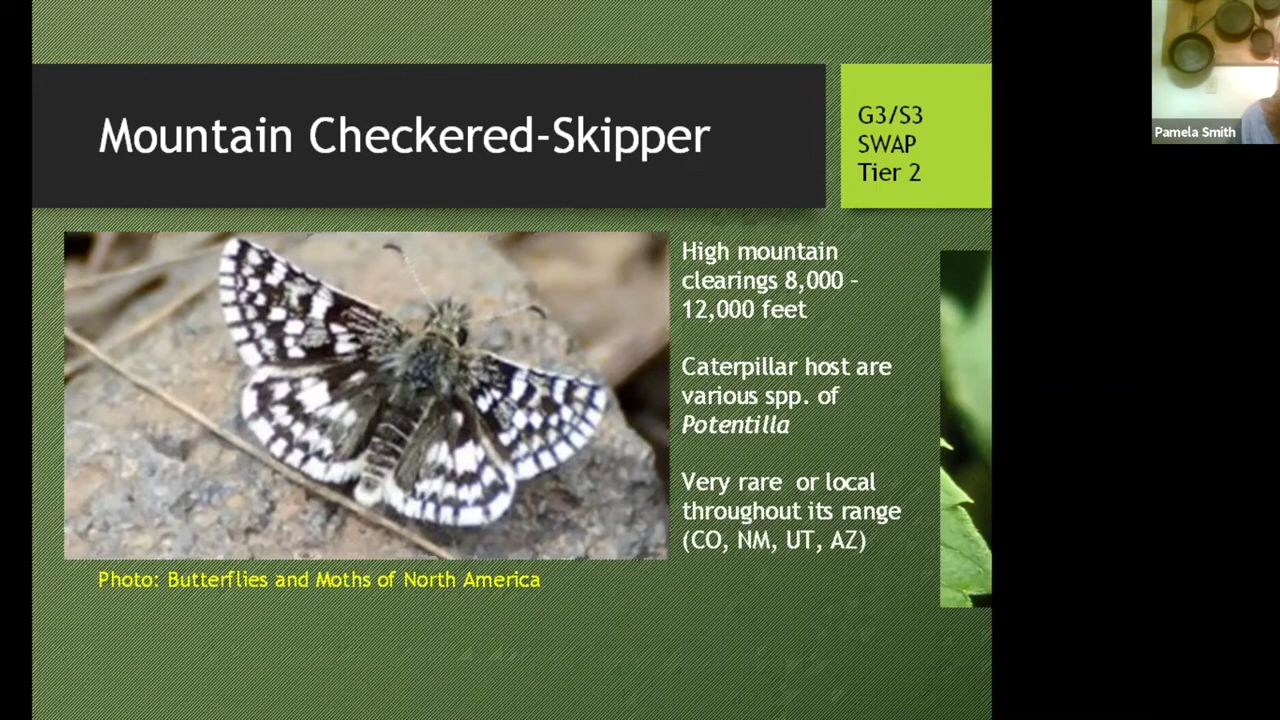 Mountain Checkered-Skipper
G3/S3
SWAP
Tier 2
High mountain
clearings 8,000 –
12,000 feet
Caterpillar host are
various spp. of
Potentilla
Very rare or local
throughout its range
(CO, NM, UT, AZ)
Photo: Butterflies and Moths of North America
Pamela Smith